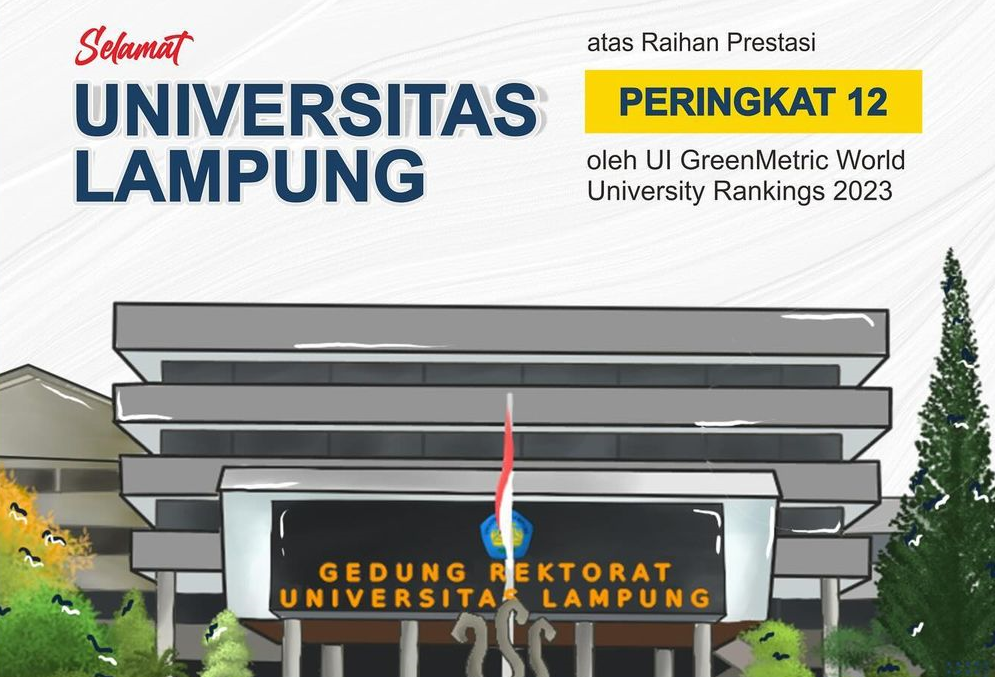 Selamat
UNIVERSITAS
LAMPUNG
atas Raihan Prestasi
PERINGKAT 12
oleh UI GreenMetric World
University Rankings 2023
GEDUNG REKTORAT
UNIVERSITAS LAMPUNG